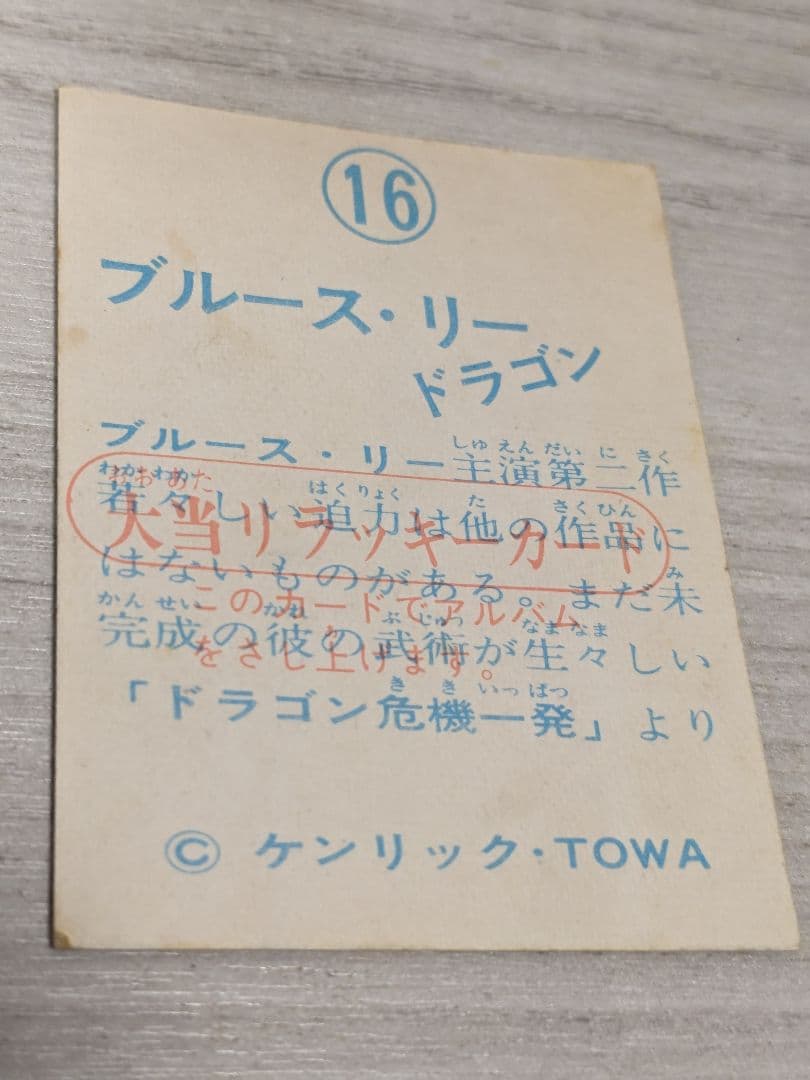 16
ブルース・リー
ドラゴン
ブルース・リー主演第二作
若々しい迫力は他の作品に
はないものがある。まだ未
完成の彼の武術が生々しい
「ドラゴン危機一発」より
大当りラッキーカード
このカードでアルバム
をさし上げます。
© ケンリック・TOWA